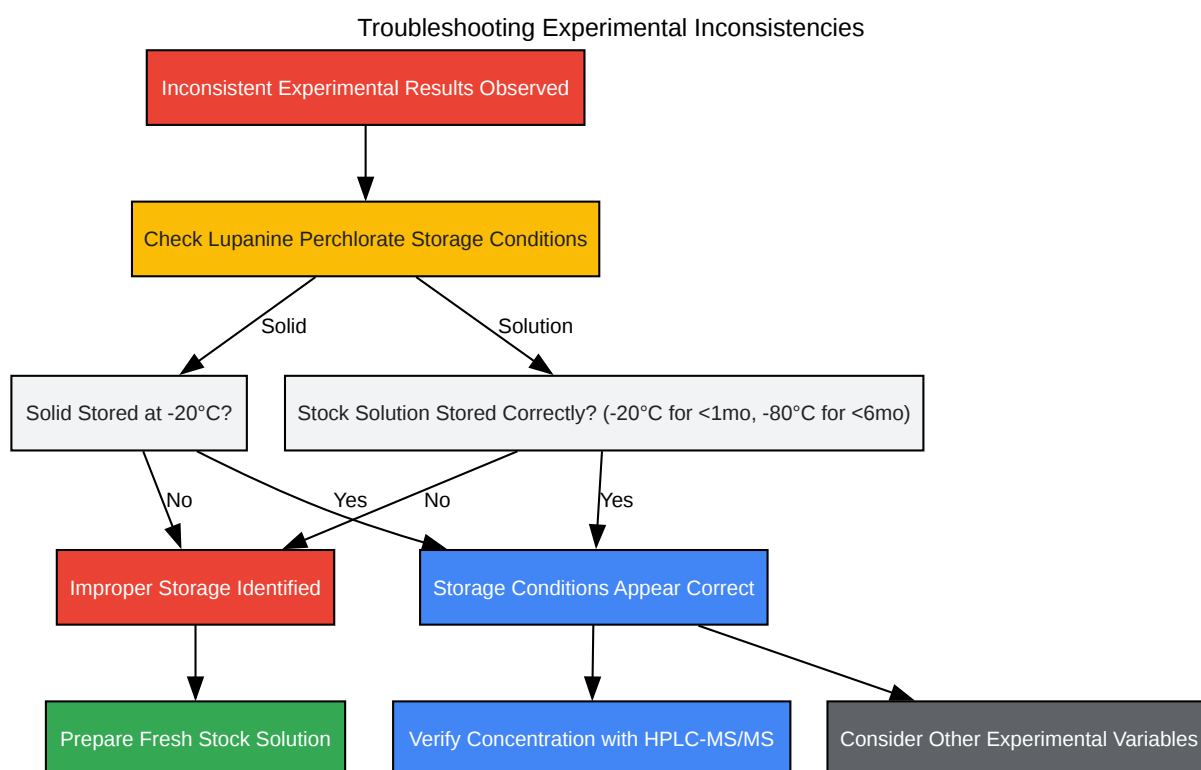 Troubleshooting Experimental Inconsistencies
Inconsistent Experimental Results Observed
Check Lupanine Perchlorate Storage Conditions
Solid
Solution
Solid Stored at -20°C?
Stock Solution Stored Correctly? (-20°C for <1mo, -80°C for <6mo)
No
Yes
No
Yes
Improper Storage Identified
Storage Conditions Appear Correct
Prepare Fresh Stock Solution
Verify Concentration with HPLC-MS/MS
Consider Other Experimental Variables